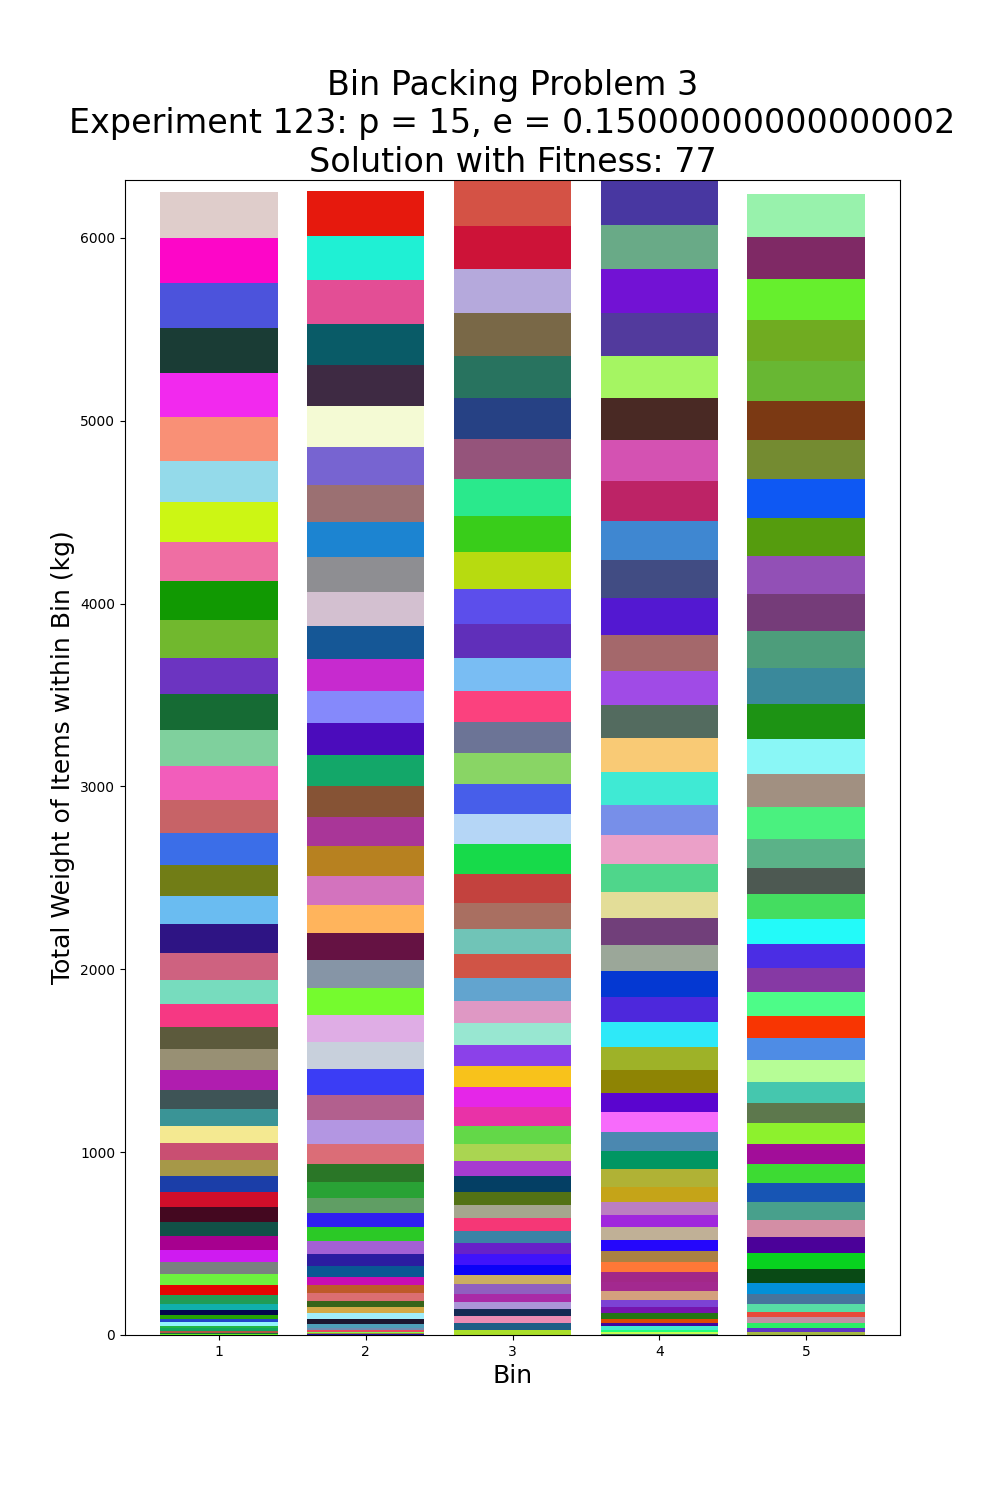 Bin Packing Problem 3
Experiment 123: p = 15, e = 0.15000000000000002
Solution with Fitness: 77
Total Weight of Items within Bin (kg)
6000
5000
4000
3000
2000
1000
0
1 2 3 4 5
Bin